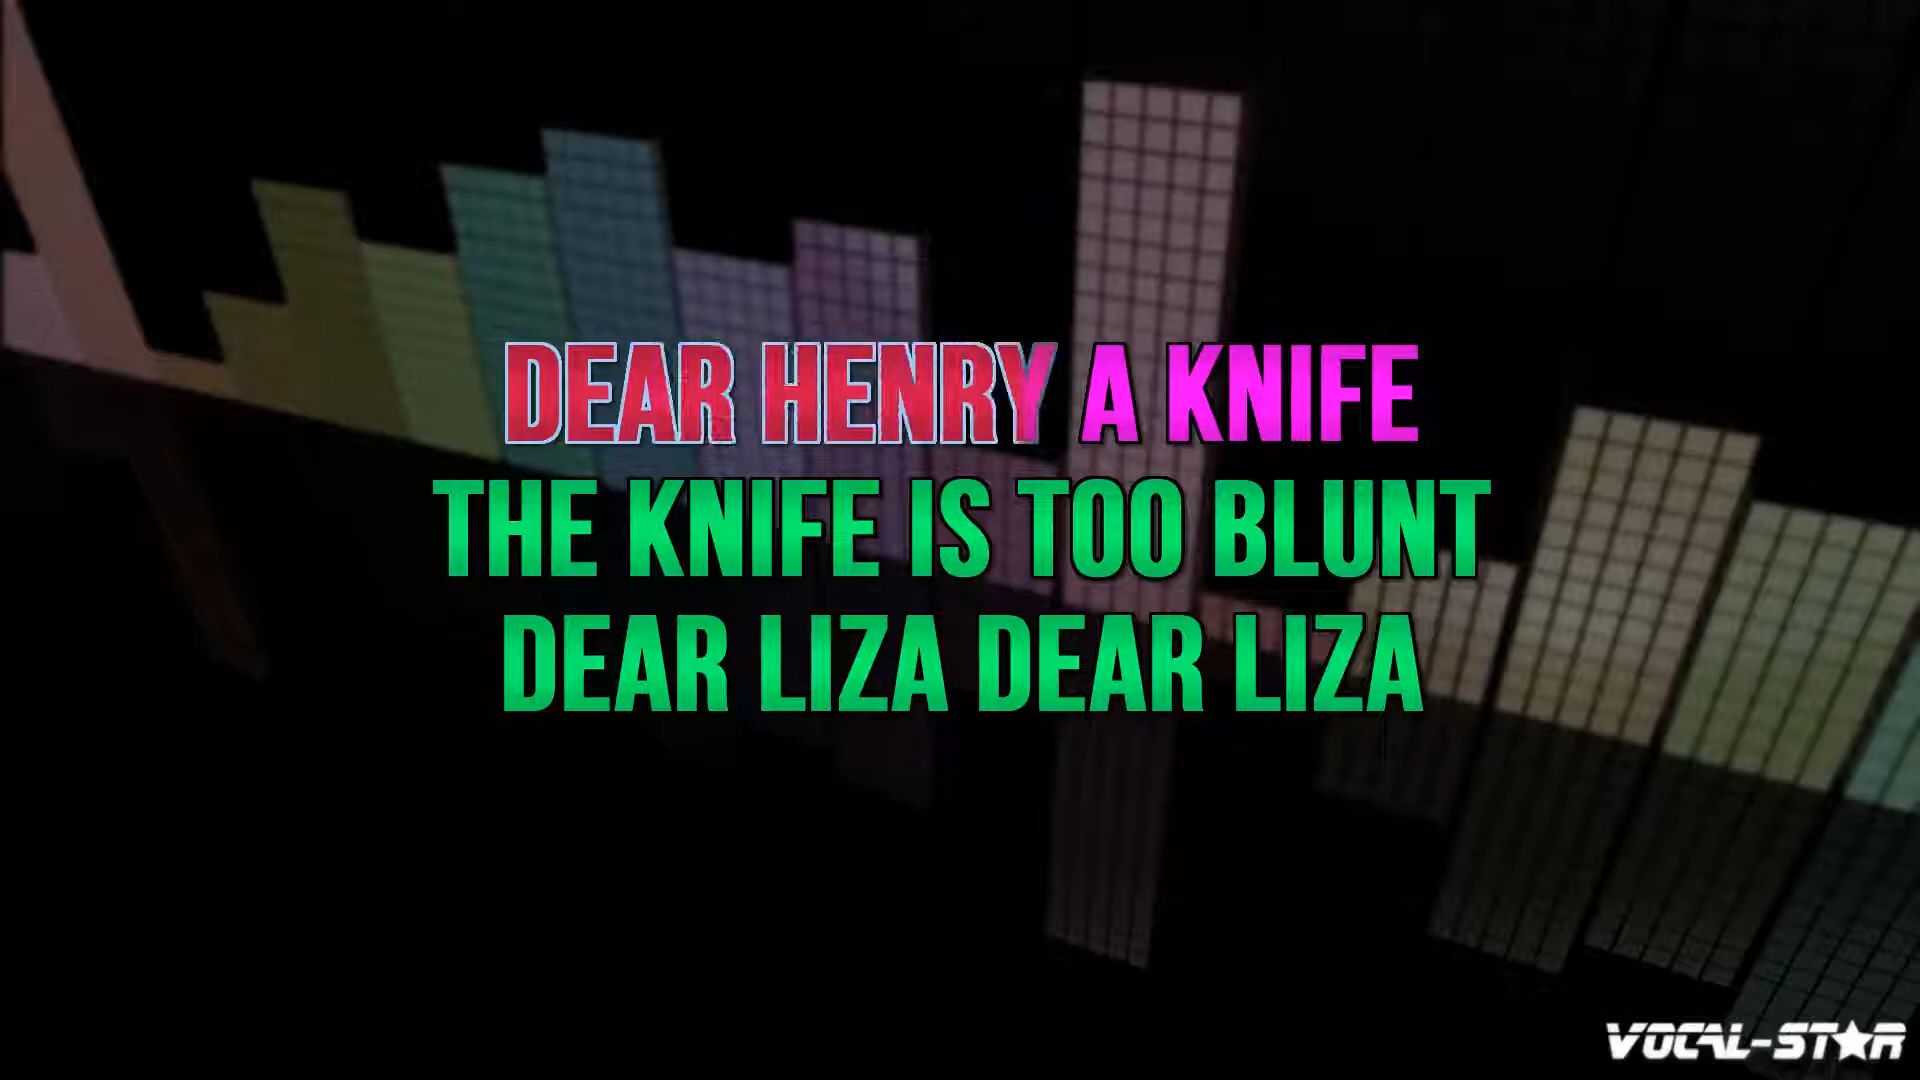 DEAR HENRY A KNIFE
THE KNIFE IS TOO BLUNT
DEAR LIZA DEAR LIZA
VOCAL-STAR